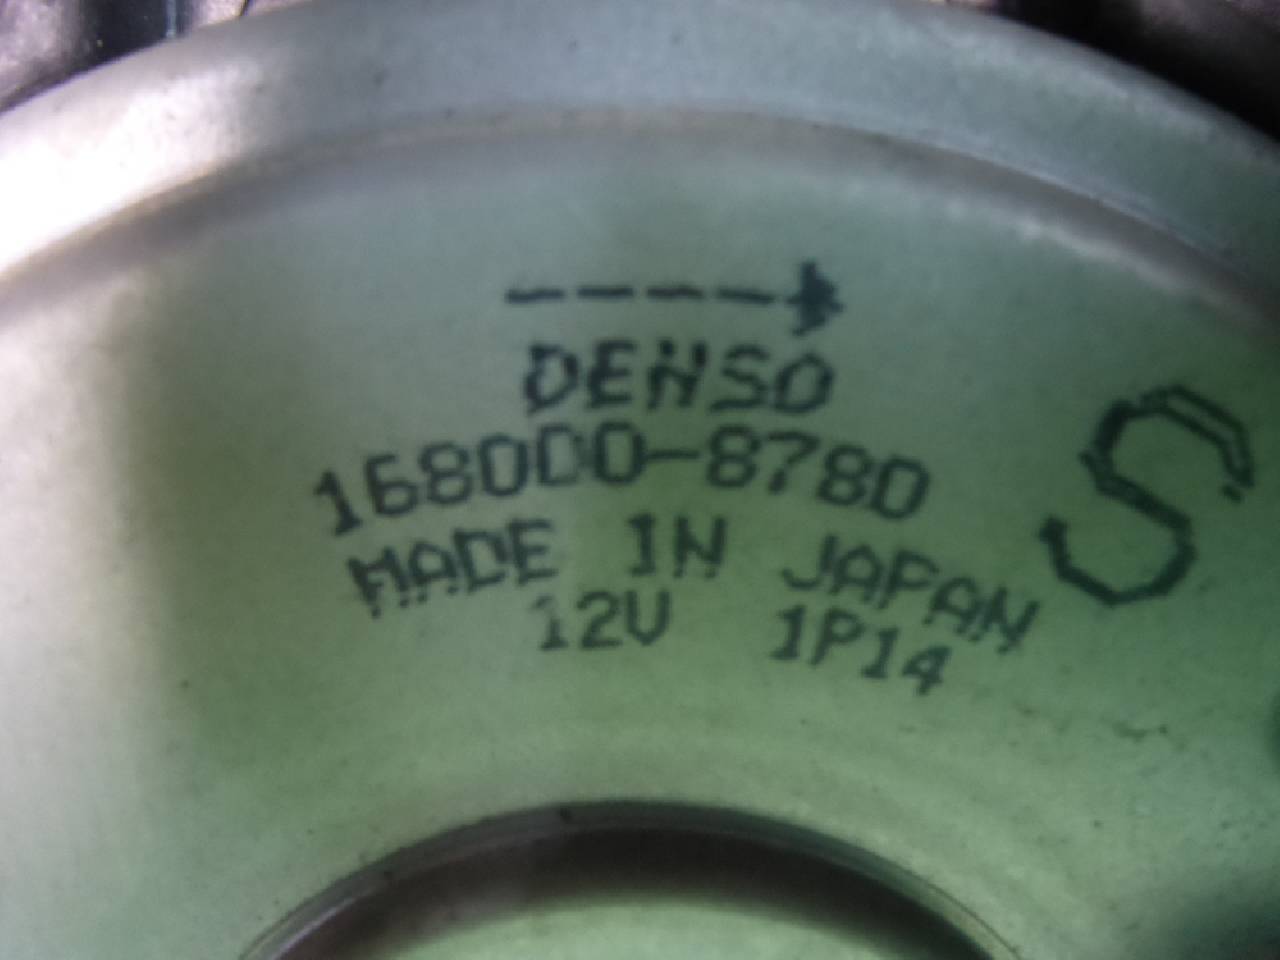 DENSO
168000-8780
MADE IN JAPAN
12V 1P14
S